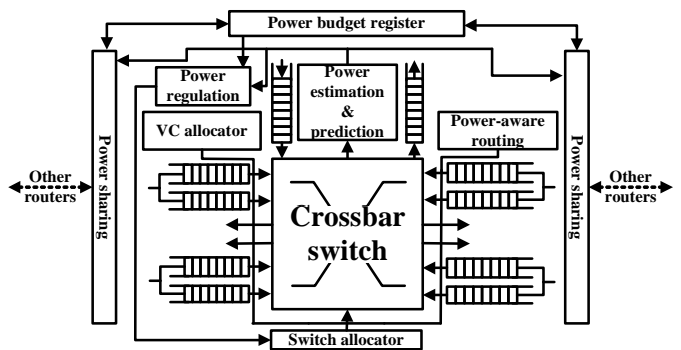 Power budget register
Power
regulation
Power
estimation
&
prediction
VC allocator
Power-aware
routing
Other
routers
Power sharing
Crossbar
switch
Power sharing
Other
routers
Switch allocator